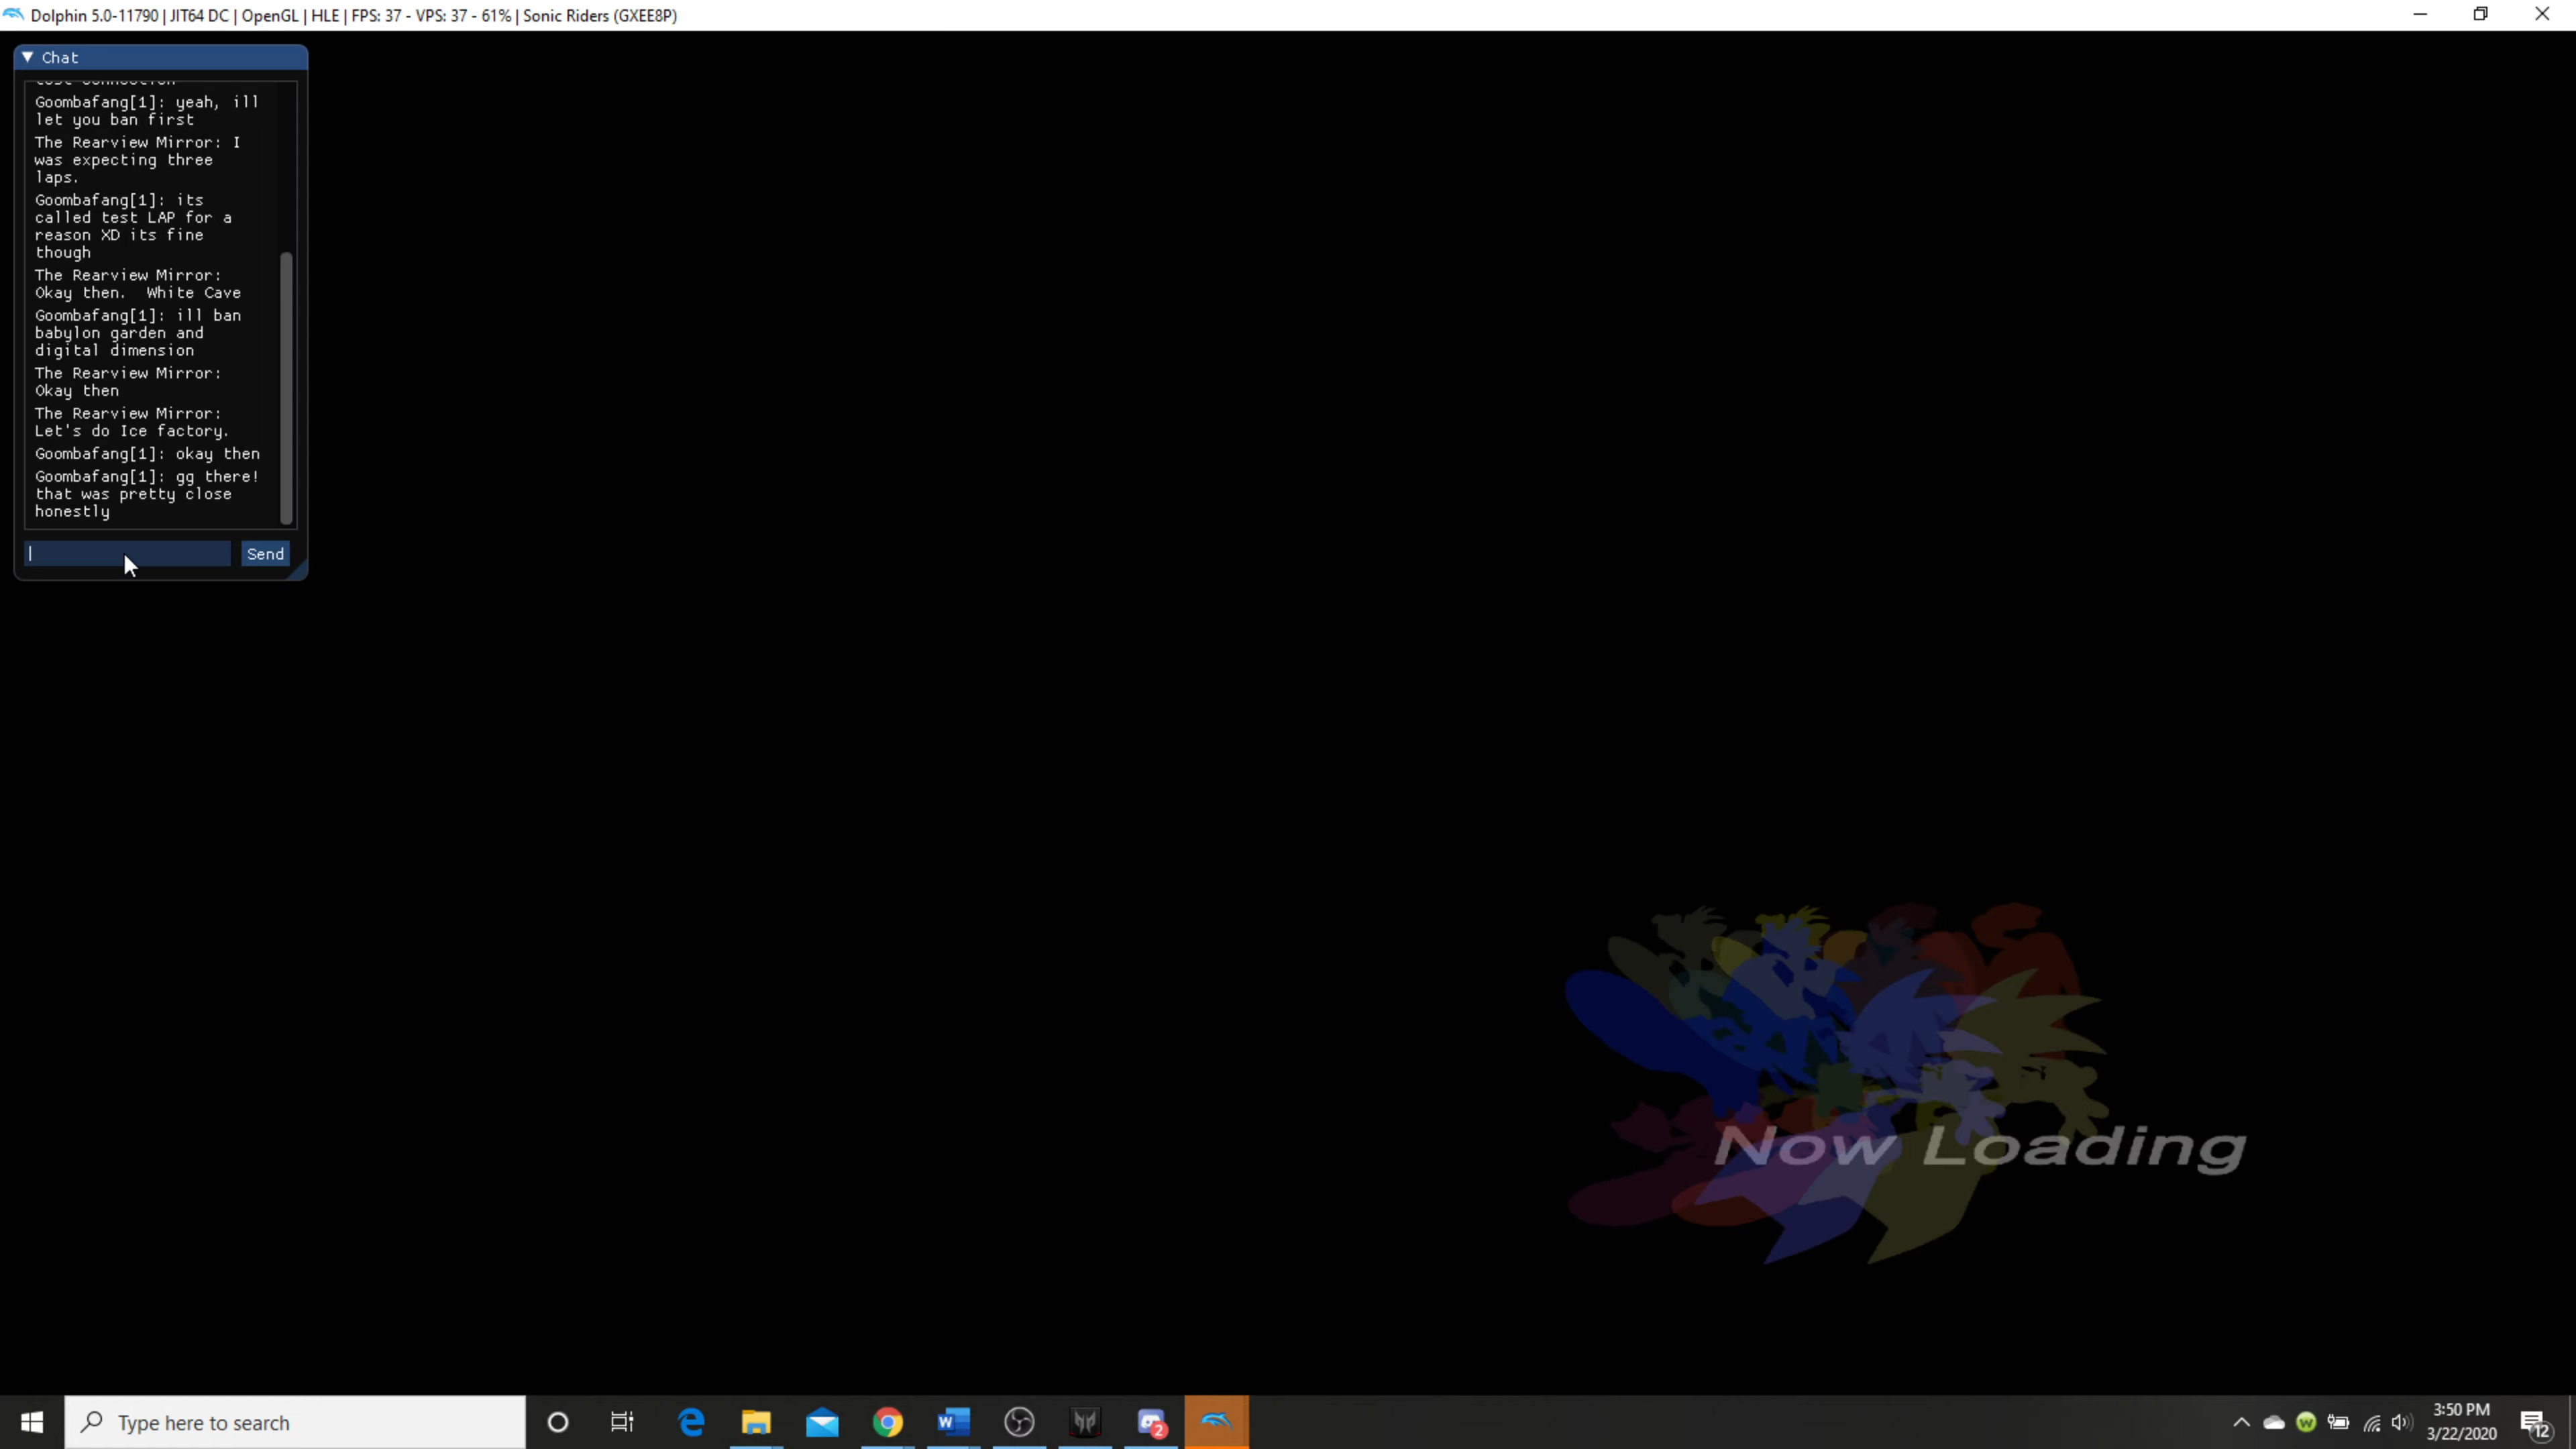 Dolphin 5.0-11790 | JIT64 DC | OpenGL | HLE | FPS: 37 - VPS: 37 - 61% | Sonic Riders (GXEE8P)
Chat
lost connection
Goombafang[1]: yeah, ill
let you ban first
The Rearview Mirror: I
was expecting three
laps.
Goombafang[1]: its
called test LAP for a
reason XD its fine
though
The Rearview Mirror:
Okay then.  White Cave
Goombafang[1]: ill ban
babylon garden and
digital dimension
The Rearview Mirror:
Okay then
The Rearview Mirror:
Let's do Ice factory.
Goombafang[1]: okay then
Goombafang[1]: gg there!
that was pretty close
honestly
Send
Now Loading
Type here to search
2
3:50 PM
3/22/2020
12